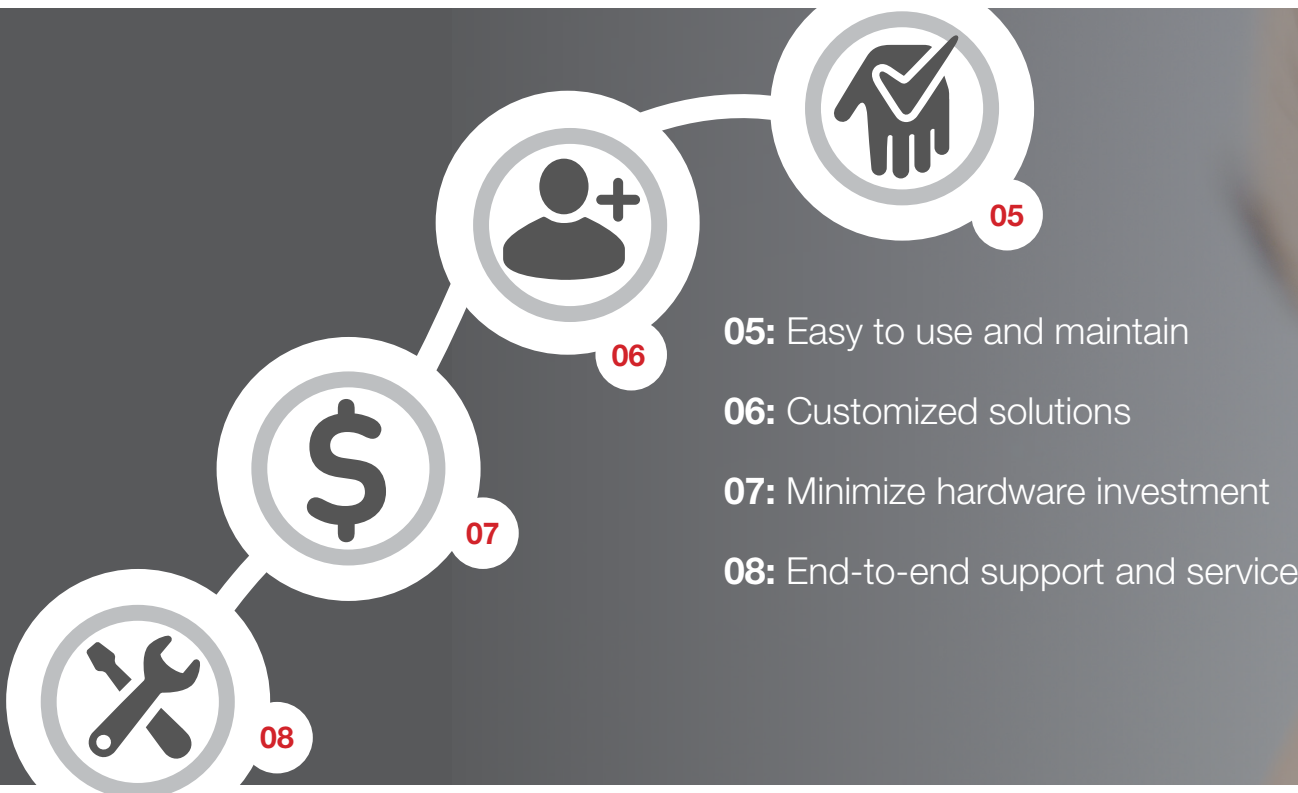 05
06
07
08
05: Easy to use and maintain
06: Customized solutions
07: Minimize hardware investment
08: End-to-end support and service